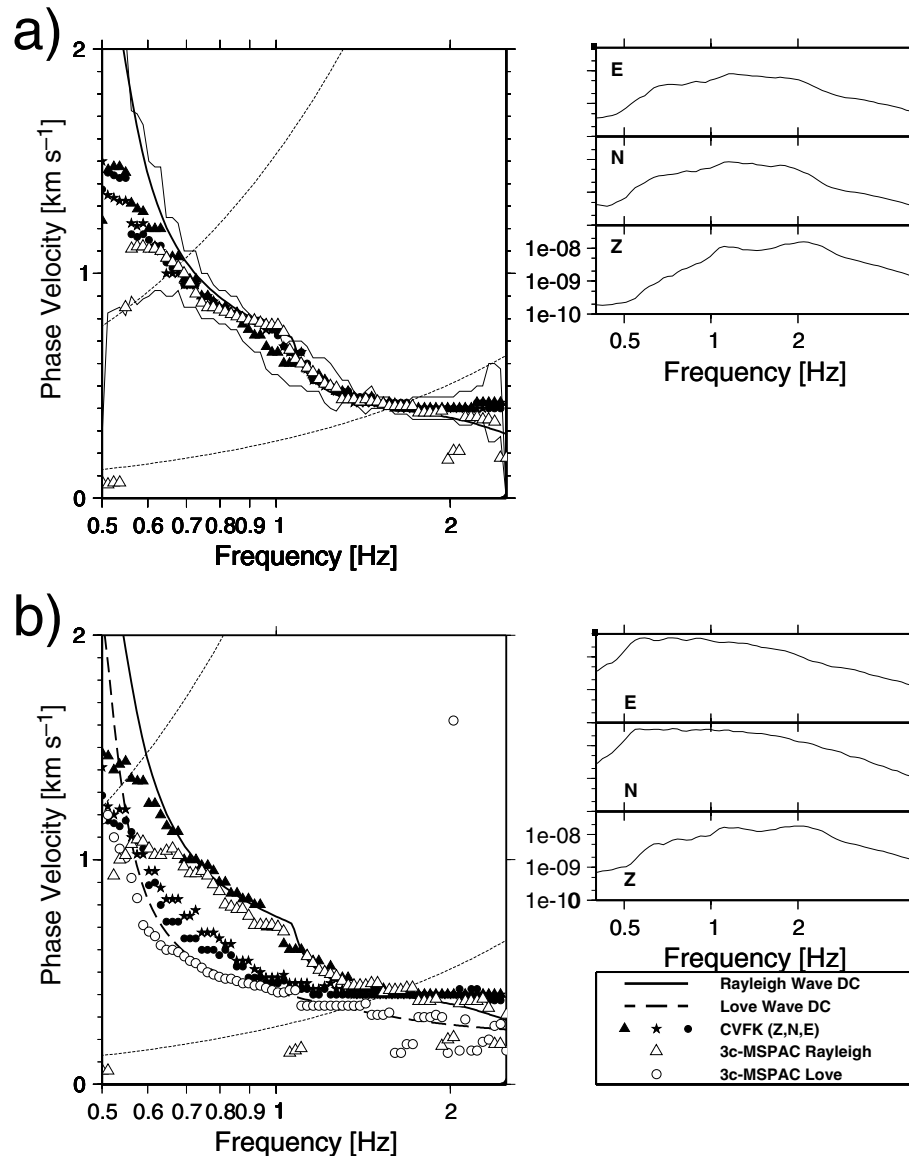 a)
2
1
0
Phase Velocity [km s−1]
0.5 0.6 0.7 0.8 0.9 1 2
Frequency [Hz]
E
N
Z
1e-08
1e-09
1e-10
0.5 1 2
Frequency [Hz]
b)
2
1
0
Phase Velocity [km s−1]
0.5 0.6 0.7 0.8 0.9 1 2
Frequency [Hz]
E
N
Z
1e-08
1e-09
1e-10
0.5 1 2
Frequency [Hz]
Rayleigh Wave DC
Love Wave DC
CVFK (Z,N,E)
3c-MSPAC Rayleigh
3c-MSPAC Love